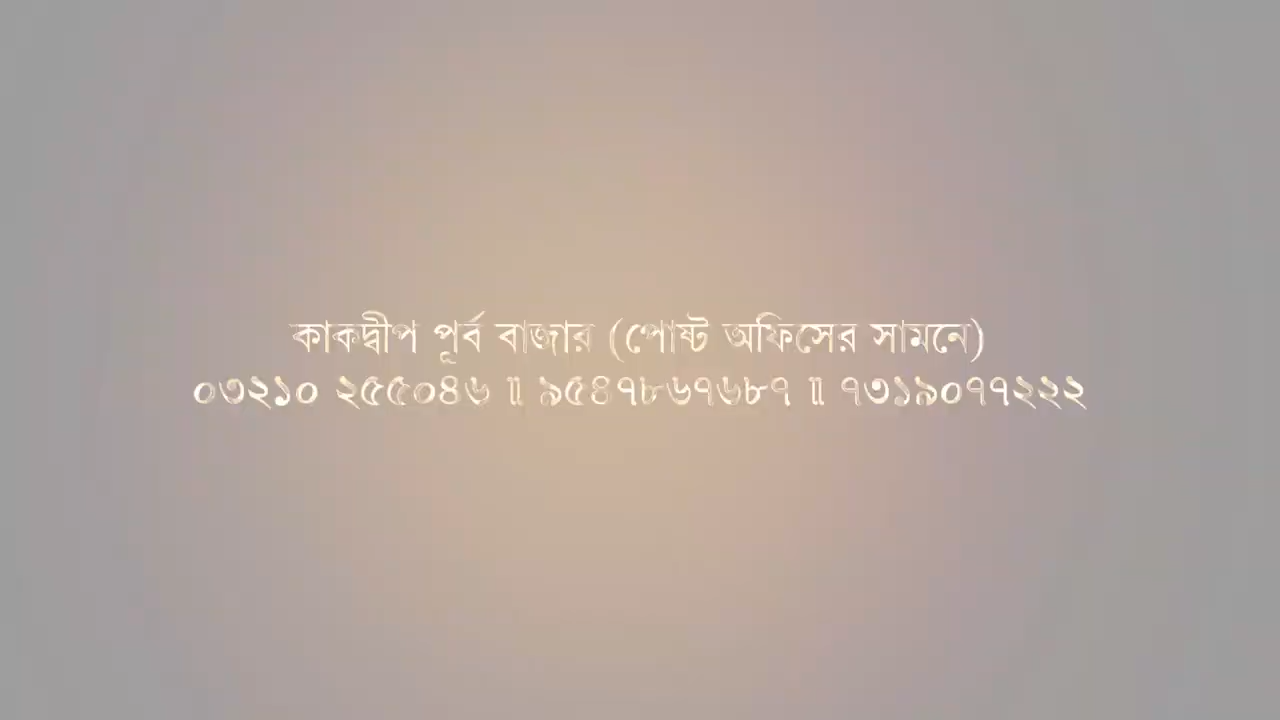 কাকদ্বীপ পূর্ব বাজার (পোষ্ট অফিসের সামনে)
০৩২১০ ২৫৫০৪৬ ॥ ৯৫৪৭৮৬৭৬৮৭ ॥ ৭৩১৯০৭৭২২২